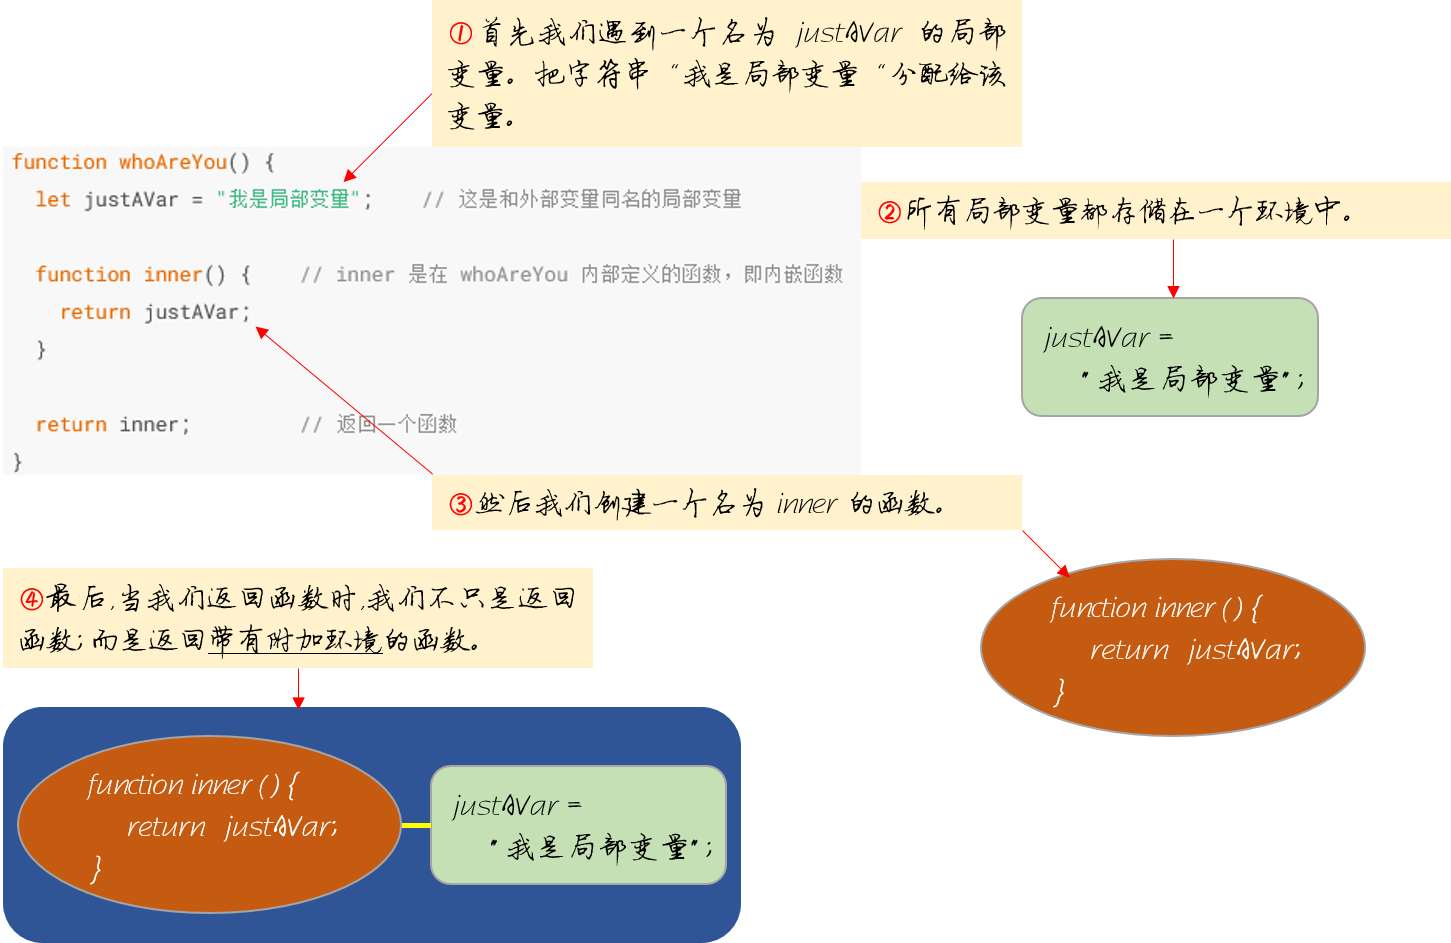 ①首先我们遇到一个名为 justAVar 的局部
变量。把字符串“我是局部变量“分配给该
变量。
function whoAreYou() {
let justAVar = "我是局部变量";    // 这是和外部变量同名的局部变量
function inner() {    // inner 是在 whoAreYou 内部定义的函数，即内嵌函数
return justAVar;
}
return inner;    // 返回一个函数
}
②所有局部变量都存储在一个环境中。
justAVar =
"我是局部变量";
③然后我们创建一个名为 inner 的函数。
function inner () {
return justAVar;
}
④最后,当我们返回函数时,我们不只是返回
函数;而是返回带有附加环境的函数。
function inner () {
return justAVar;
}
justAVar =
"我是局部变量";